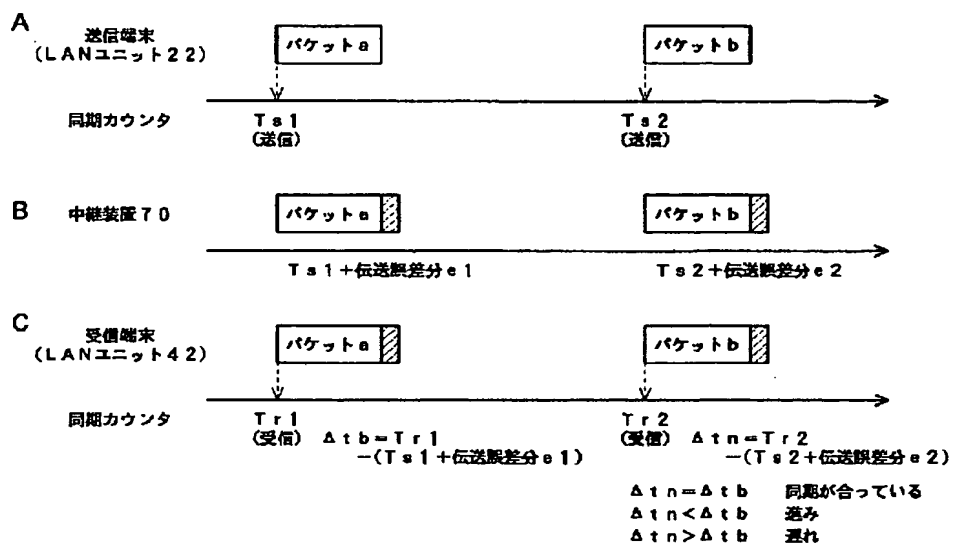 A
送信端末
(LANユニット22)
パケットa
パケットb
同期カウンタ
Ts1
(送信)
Ts2
(送信)
B
中継装置70
パケットa
パケットb
Ts1+伝送誤差分e1
Ts2+伝送誤差分e2
C
受信端末
(LANユニット42)
パケットa
パケットb
同期カウンタ
Tr1
(受信)
Δtb=Tr1
-(Ts1+伝送誤差分e1)
Tr2
(受信)
Δtn=Tr2
-(Ts2+伝送誤差分e2)
Δtn=Δtb 同期が合っている
Δtn<Δtb 進み
Δtn>Δtb 遅れ